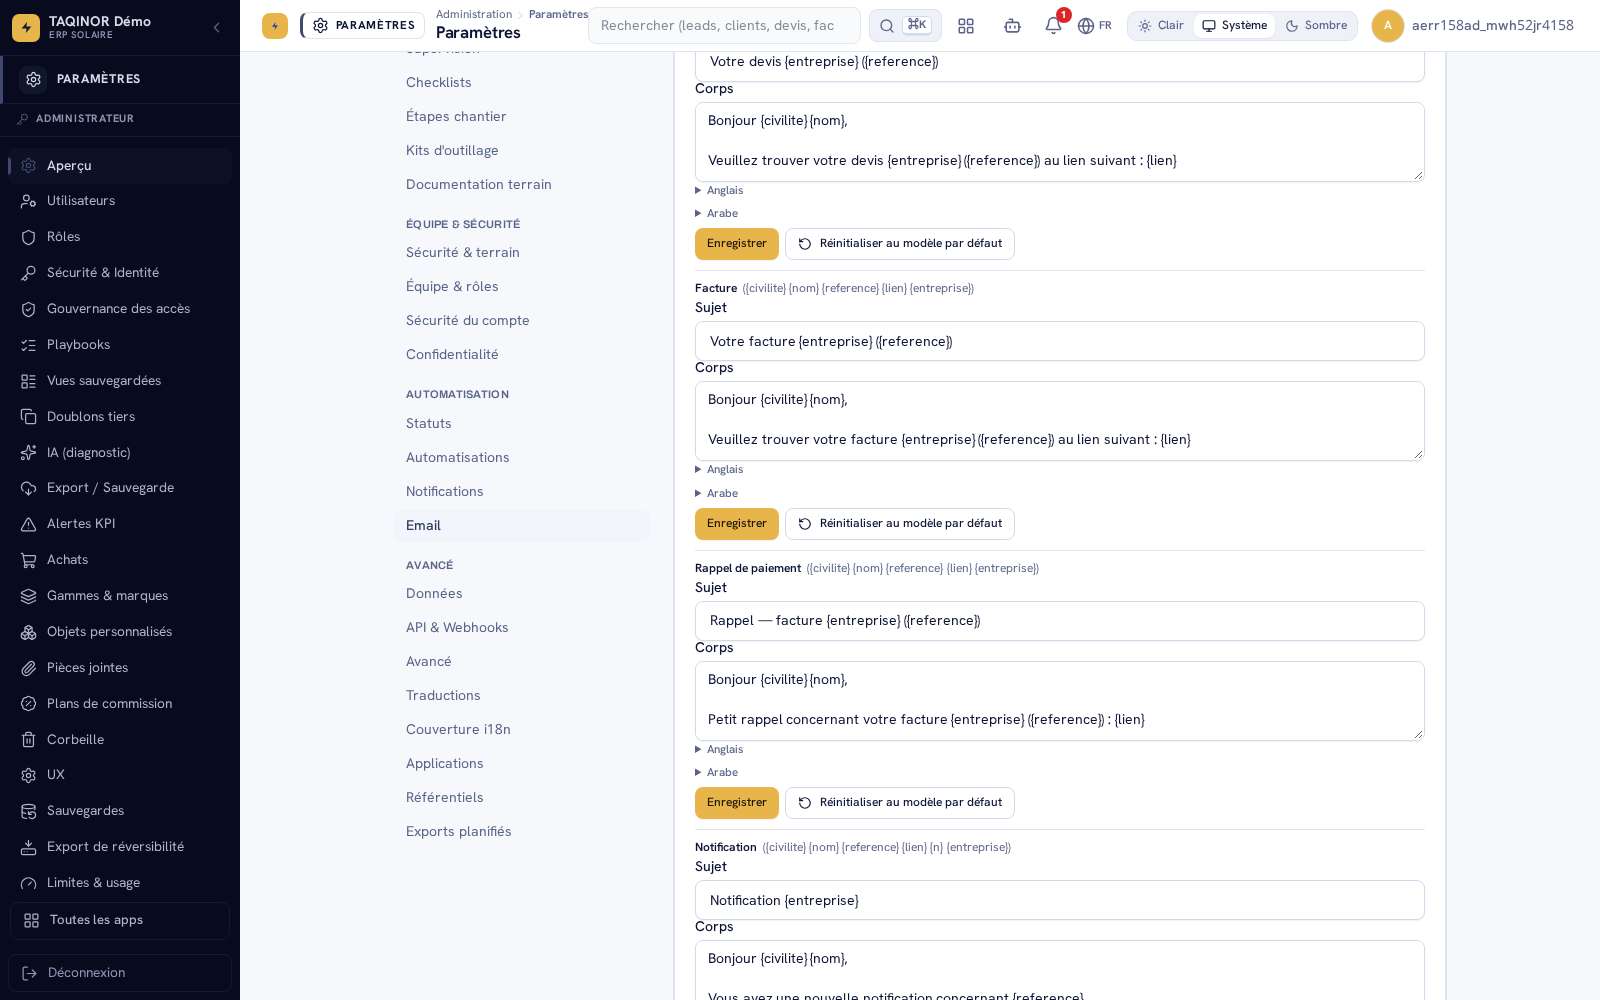 TAQINOR Démo
ERP SOLAIRE
PARAMÈTRES
ADMINISTRATEUR
Aperçu
Utilisateurs
Rôles
Sécurité & Identité
Gouvernance des accès
Playbooks
Vues sauvegardées
Doublons tiers
IA (diagnostic)
Export / Sauvegarde
Alertes KPI
Achats
Gammes & marques
Objets personnalisés
Pièces jointes
Plans de commission
Corbeille
UX
Sauvegardes
Export de réversibilité
Limites & usage
Toutes les apps
Déconnexion
PARAMÈTRES
Administration > Paramètres
Paramètres
Rechercher (leads, clients, devis, fac
⌘K
1
FR
Clair
Système
Sombre
A
aerr158ad_mwh52jr4158
Supervision
Checklists
Étapes chantier
Kits d'outillage
Documentation terrain
ÉQUIPE & SÉCURITÉ
Sécurité & terrain
Équipe & rôles
Sécurité du compte
Confidentialité
AUTOMATISATION
Statuts
Automatisations
Notifications
Email
AVANCÉ
Données
API & Webhooks
Avancé
Traductions
Couverture i18n
Applications
Référentiels
Exports planifiés
Votre devis {entreprise} ({reference})
Corps
Bonjour {civilite} {nom},
Veuillez trouver votre devis {entreprise} ({reference}) au lien suivant : {lien}
Anglais
Arabe
Enregistrer
Réinitialiser au modèle par défaut
Facture ({civilite} {nom} {reference} {lien} {entreprise})
Sujet
Votre facture {entreprise} ({reference})
Corps
Bonjour {civilite} {nom},
Veuillez trouver votre facture {entreprise} ({reference}) au lien suivant : {lien}
Anglais
Arabe
Enregistrer
Réinitialiser au modèle par défaut
Rappel de paiement ({civilite} {nom} {reference} {lien} {entreprise})
Sujet
Rappel — facture {entreprise} ({reference})
Corps
Bonjour {civilite} {nom},
Petit rappel concernant votre facture {entreprise} ({reference}) : {lien}
Anglais
Arabe
Enregistrer
Réinitialiser au modèle par défaut
Notification ({civilite} {nom} {reference} {lien} {n} {entreprise})
Sujet
Notification {entreprise}
Corps
Bonjour {civilite} {nom},
Vous avez une nouvelle notification concernant {reference}